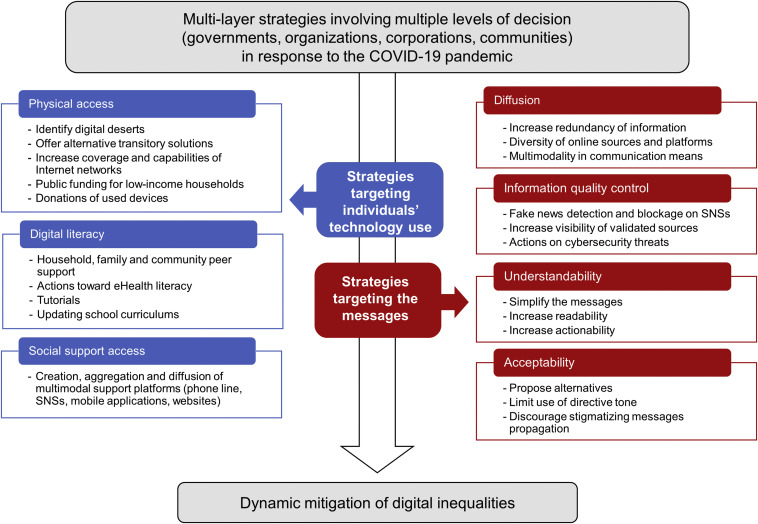 Multi-layer strategies involving multiple levels of decision
(governments, organizations, corporations, communities)
in response to the COVID-19 pandemic
Physical access
- Identify digital deserts
- Offer alternative transitory solutions
- Increase coverage and capabilities of
Internet networks
- Public funding for low-income households
- Donations of used devices
Digital literacy
- Household, family and community peer
support
- Actions toward eHealth literacy
- Tutorials
- Updating school curriculums
Social support access
- Creation, aggregation and diffusion of
multimodal support platforms (phone line,
SNSs, mobile applications, websites)
Strategies
targeting
individuals'
technology use
Strategies
targeting the
messages
Diffusion
- Increase redundancy of information
- Diversity of online sources and platforms
- Multimodality in communication means
Information quality control
- Fake news detection and blockage on SNSs
- Increase visibility of validated sources
- Actions on cybersecurity threats
Understandability
- Simplify the messages
- Increase readability
- Increase actionability
Acceptability
- Propose alternatives
- Limit use of directive tone
- Discourage stigmatizing messages
propagation
Dynamic mitigation of digital inequalities